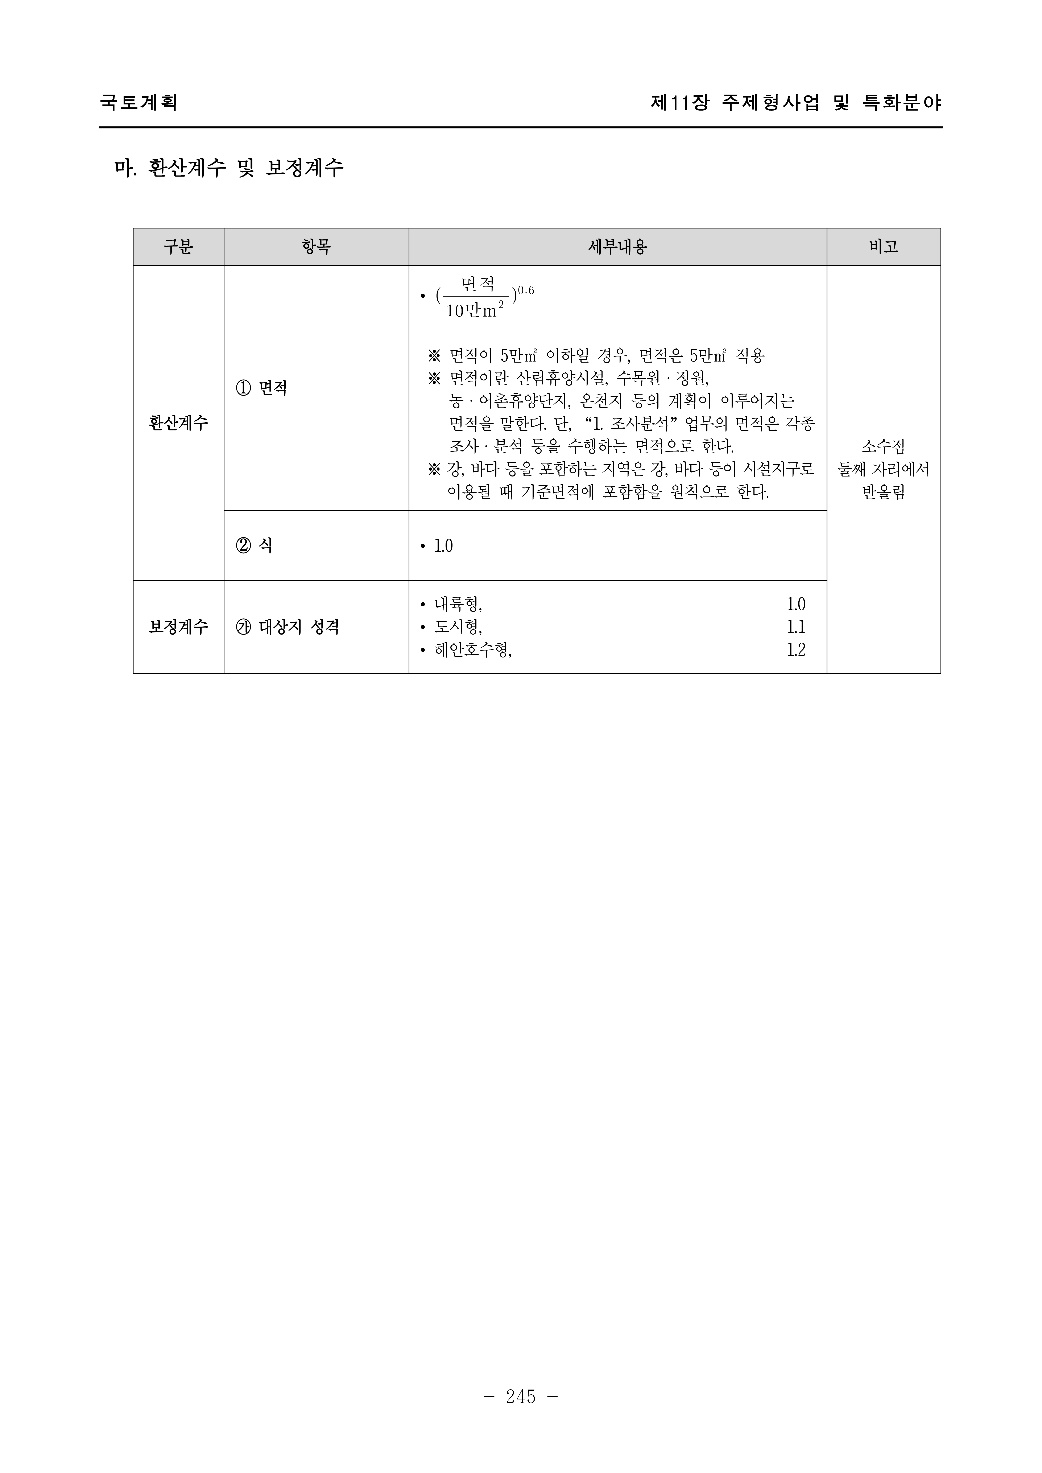 국토계획
제11장 주제형사업 및 특화분야
마. 환산계수 및 보정계수
구분 항목 세부내용 비고
환산계수
① 면적
• (면적/10만m²)^0.6
※ 면적이 5만㎡ 이하일 경우, 면적은 5만㎡ 적용
※ 면적이란 산림휴양시설, 수목원·정원,
농·어촌휴양단지, 온천지 등의 계획이 이루어지는
면적을 말한다. 단, “1. 조사분석” 업무의 면적은 각종
조사·분석 등을 수행하는 면적으로 한다.
※ 강, 바다 등을 포함하는 지역은 강, 바다 등이 시설지구로
이용될 때 기준면적에 포함함을 원칙으로 한다.
② 식
• 1.0
소수점
둘째 자리에서
반올림
보정계수
㉮ 대상지 성격
• 내륙형, 1.0
• 도시형, 1.1
• 해안호수형, 1.2
- 245 -